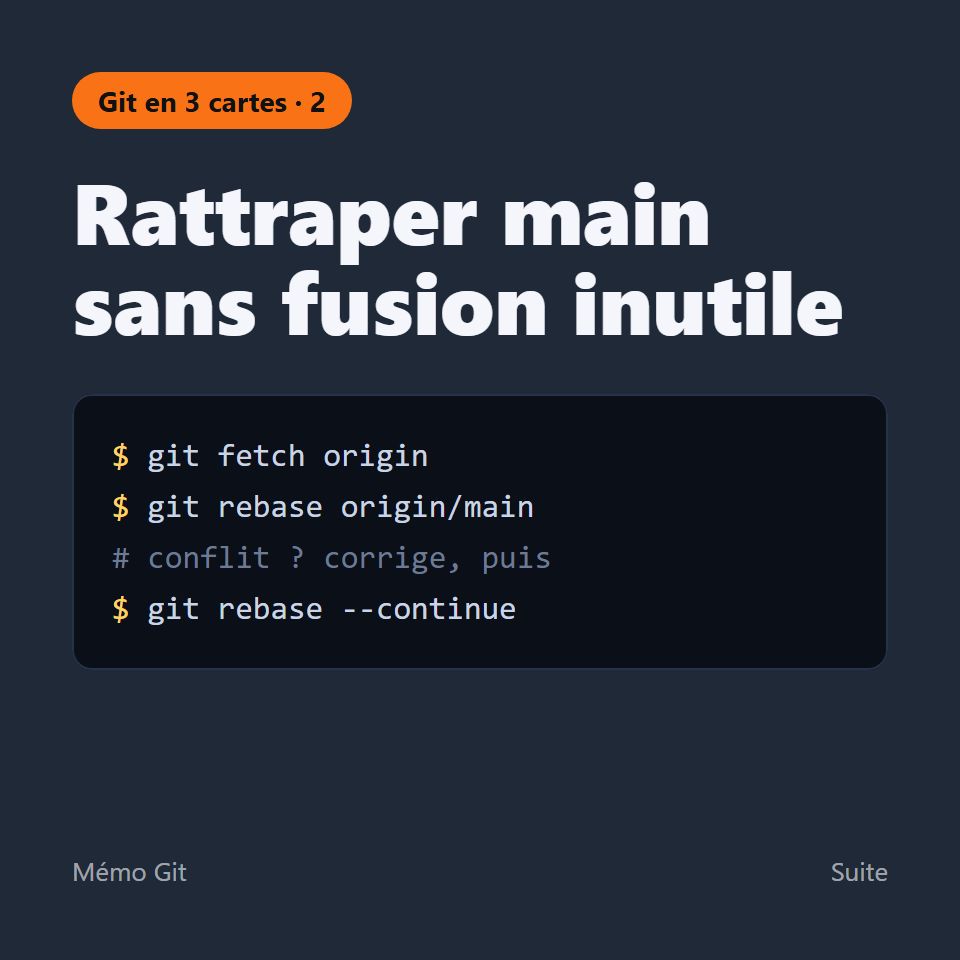 Git en 3 cartes · 2
Rattraper main
sans fusion inutile
$ git fetch origin
$ git rebase origin/main
# conflit ? corrige, puis
$ git rebase --continue
Mémo Git
Suite